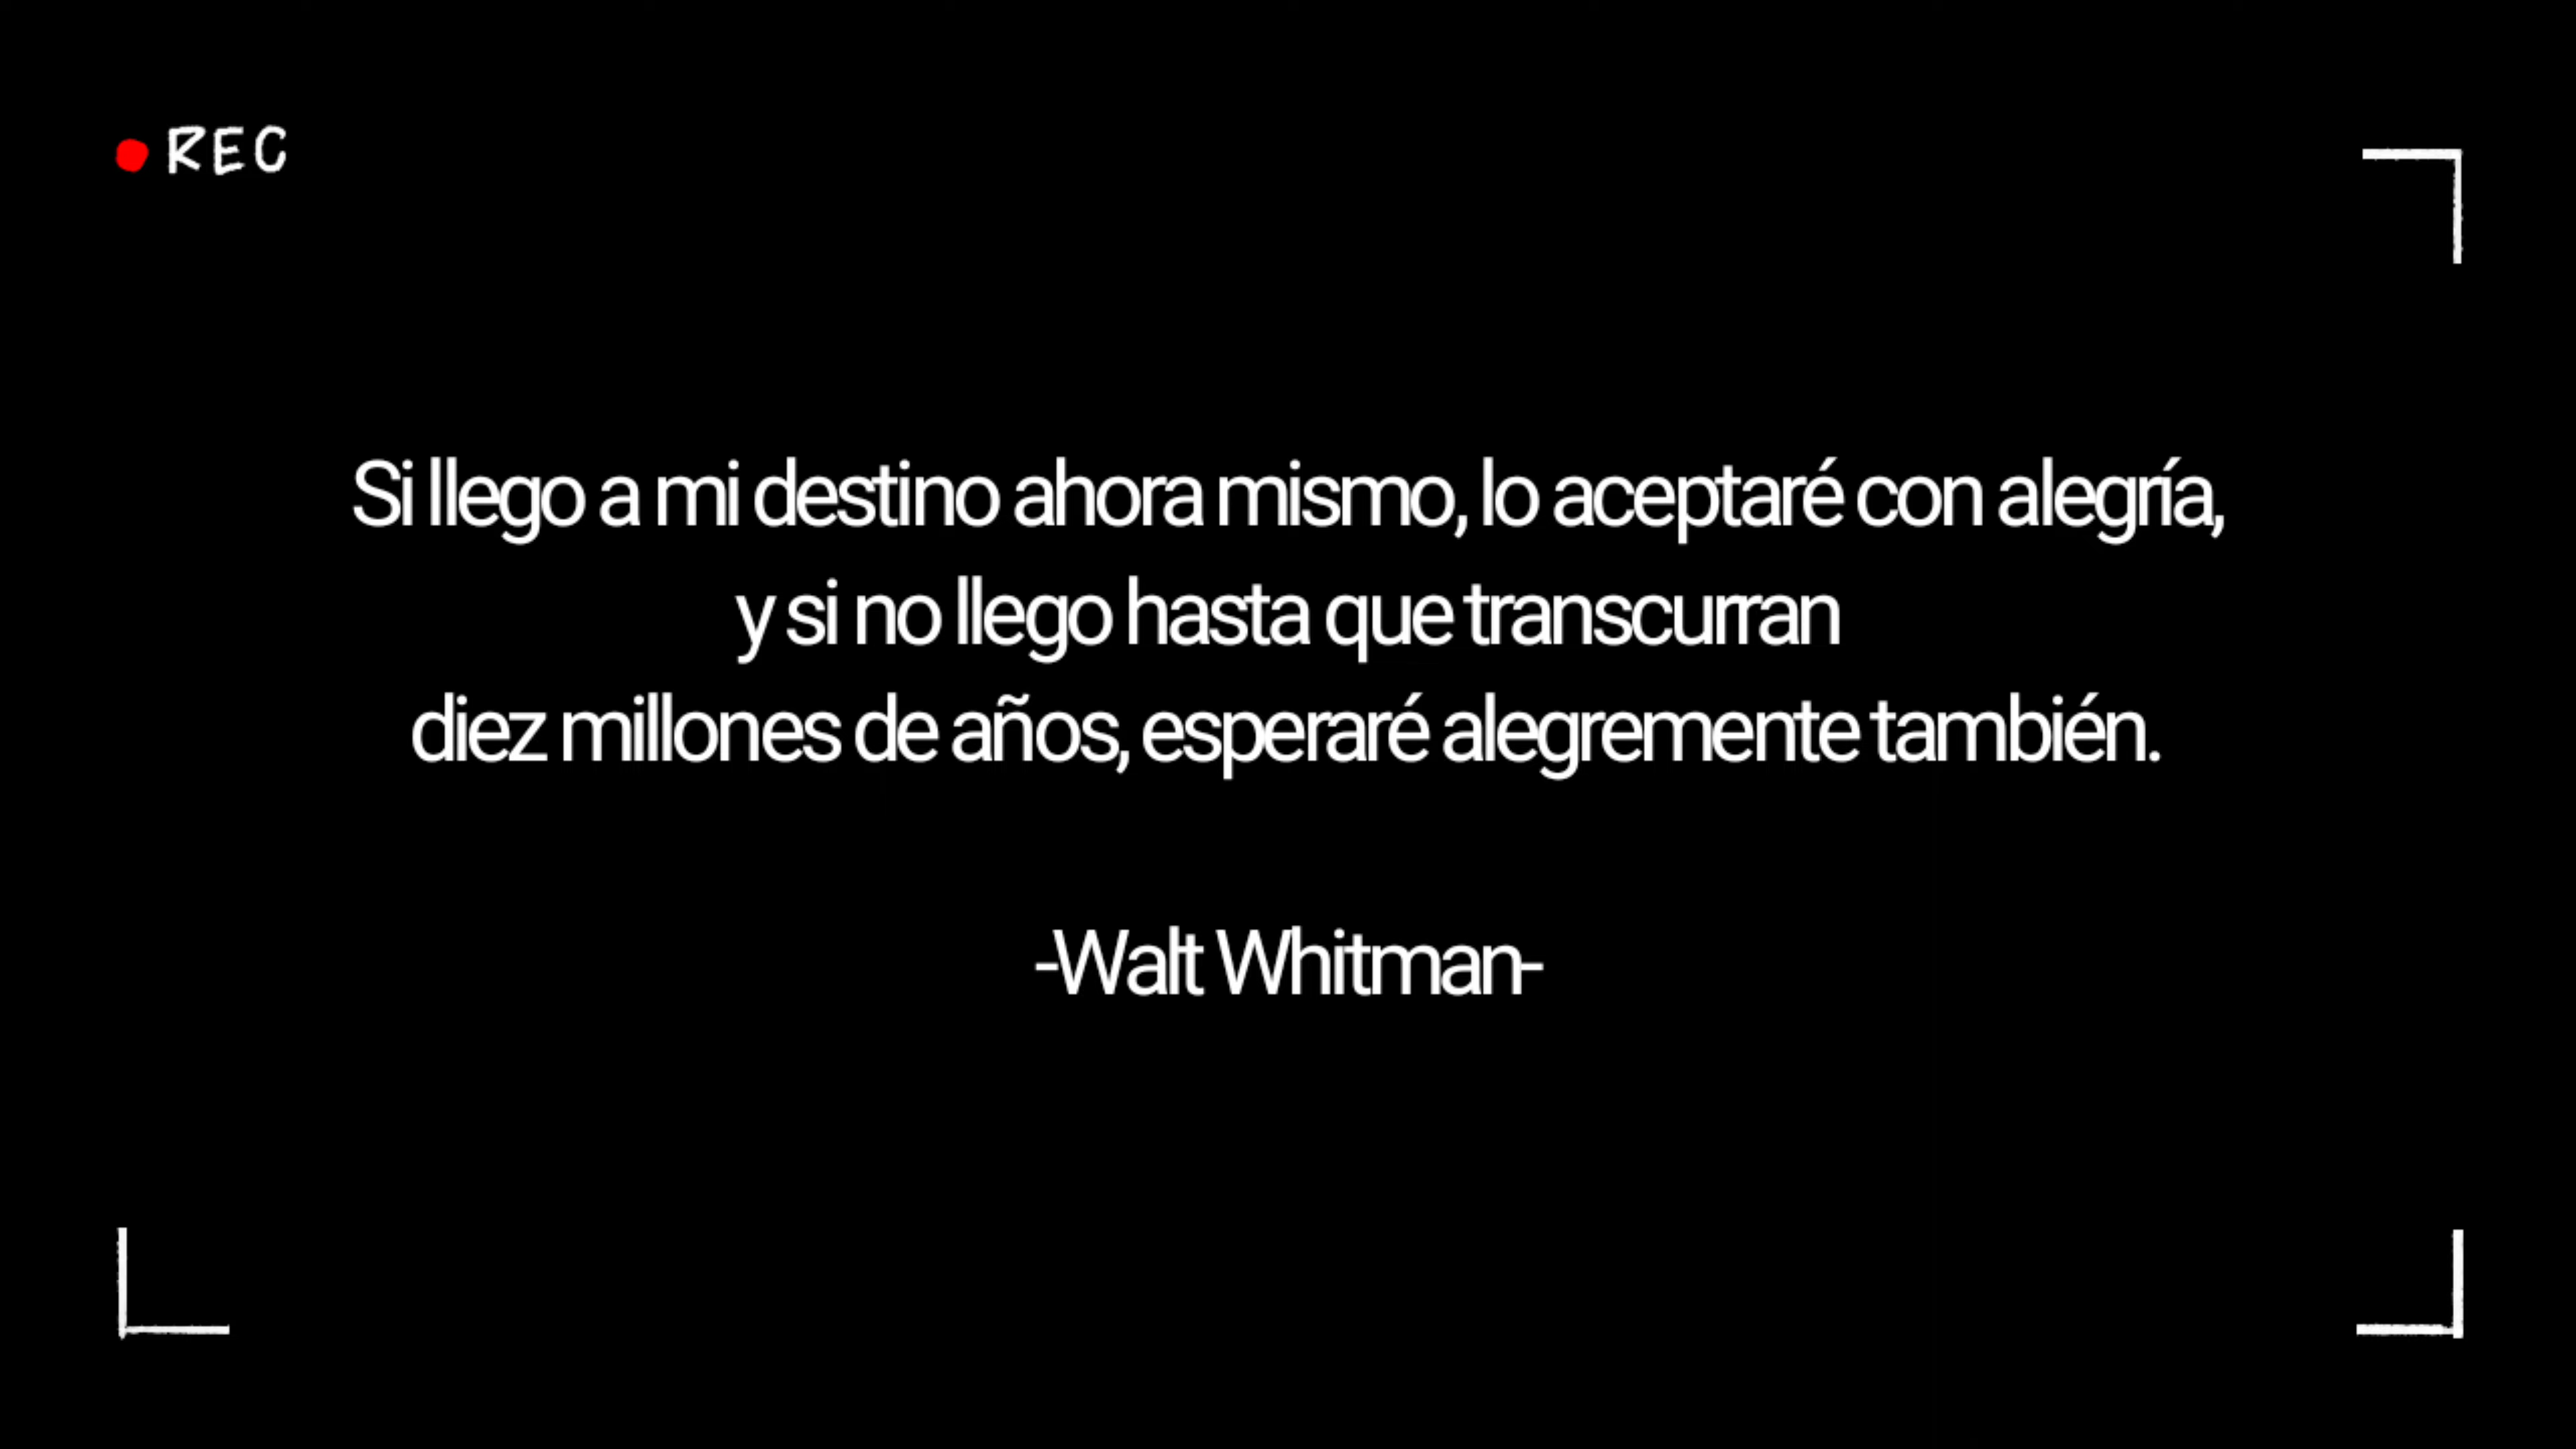 REC
Si llego a mi destino ahora mismo, lo aceptaré con alegría,
y si no llego hasta que transcurran
diez millones de años, esperaré alegremente también.
-Walt Whitman-